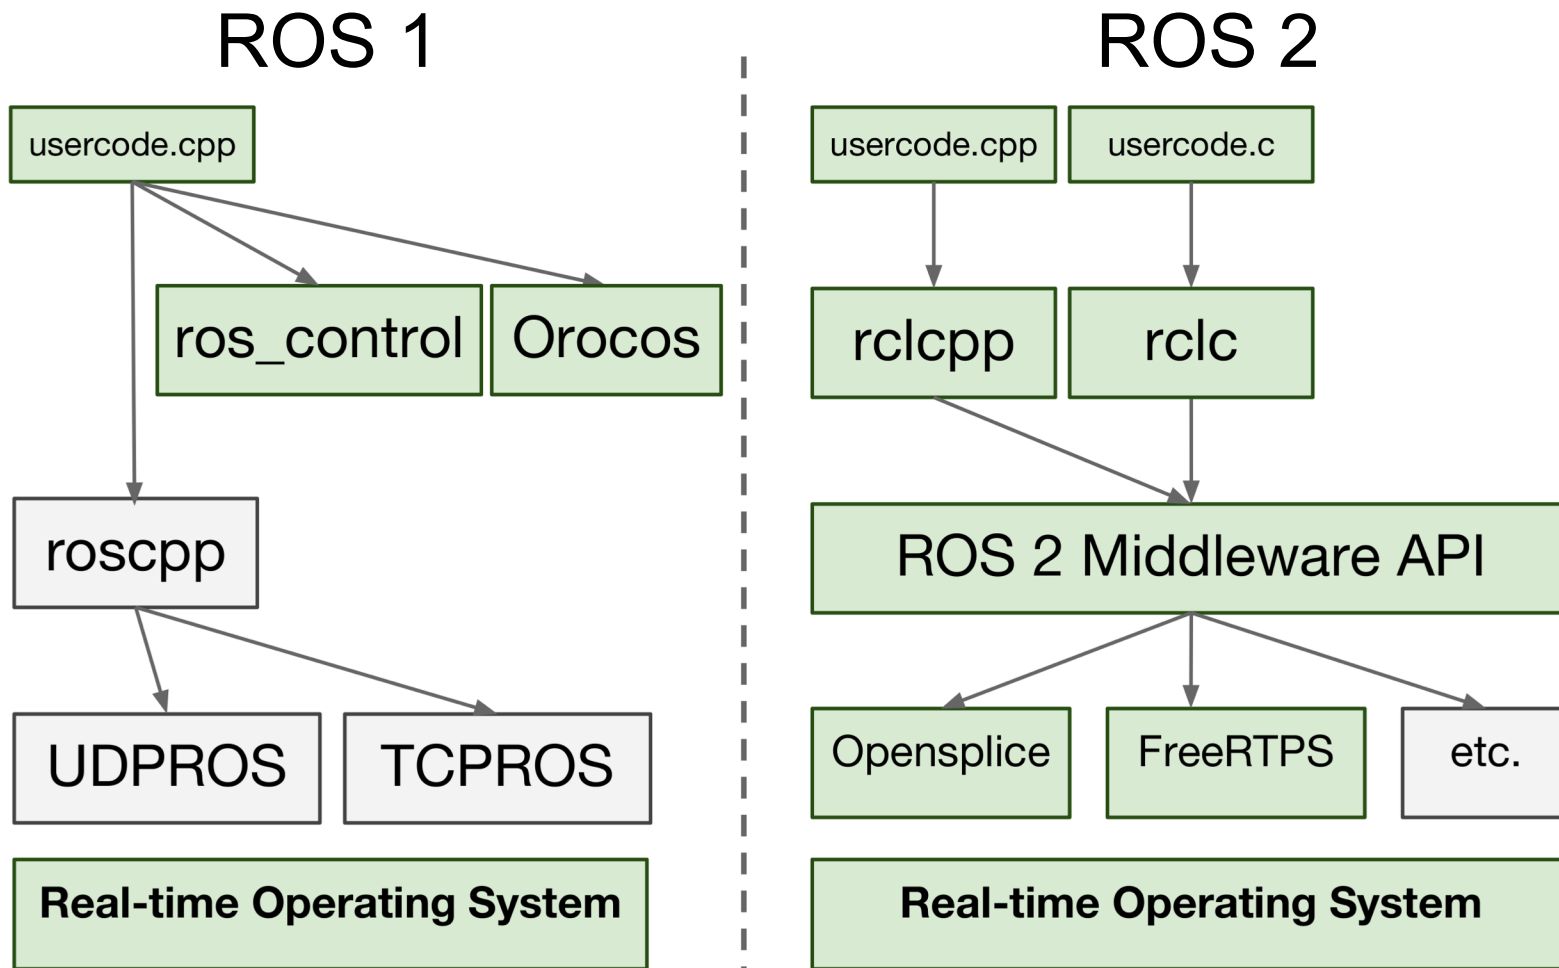 ROS 1
usercode.cpp
ros_control
Orocos
roscpp
UDPROS
TCPROS
Real-time Operating System
ROS 2
usercode.cpp
usercode.c
rclcpp
rclc
ROS 2 Middleware API
Opensplice
FreeRTPS
etc.
Real-time Operating System